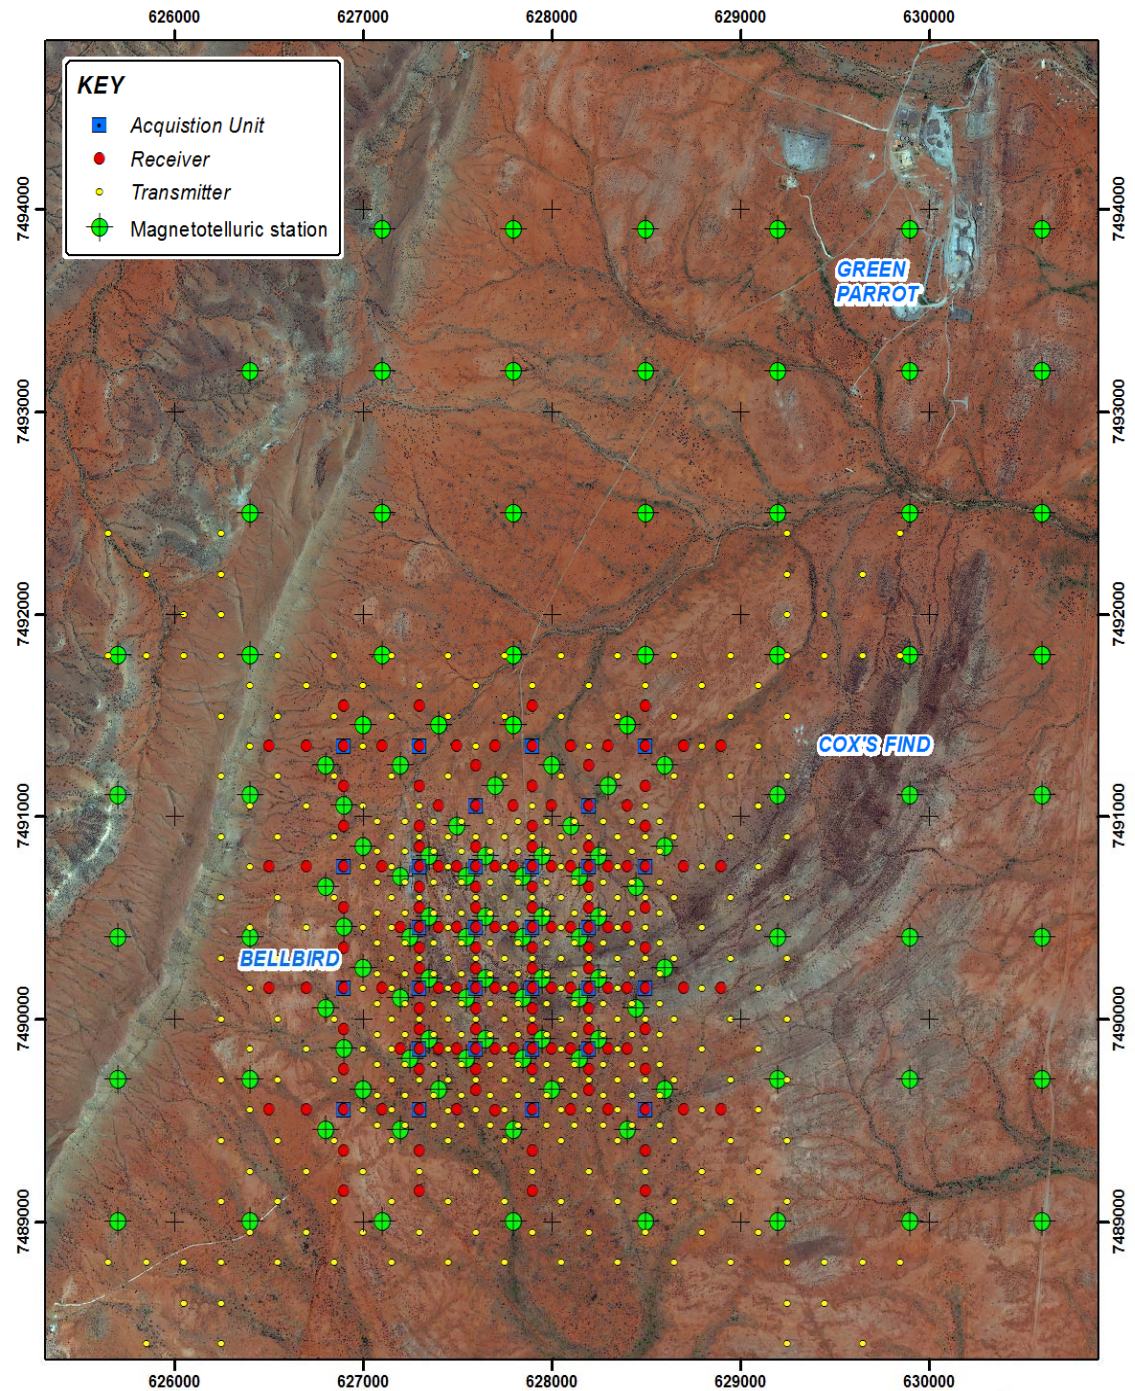 626000 627000 628000 629000 630000
KEY
Acquistion Unit
Receiver
Transmitter
Magnetotelluric station
7494000 7494000
GREEN
PARROT
7493000 7493000
7492000 7492000
COX'S FIND
7491000 7491000
BELLBIRD
7490000 7490000
7489000 7489000
626000 627000 628000 629000 630000